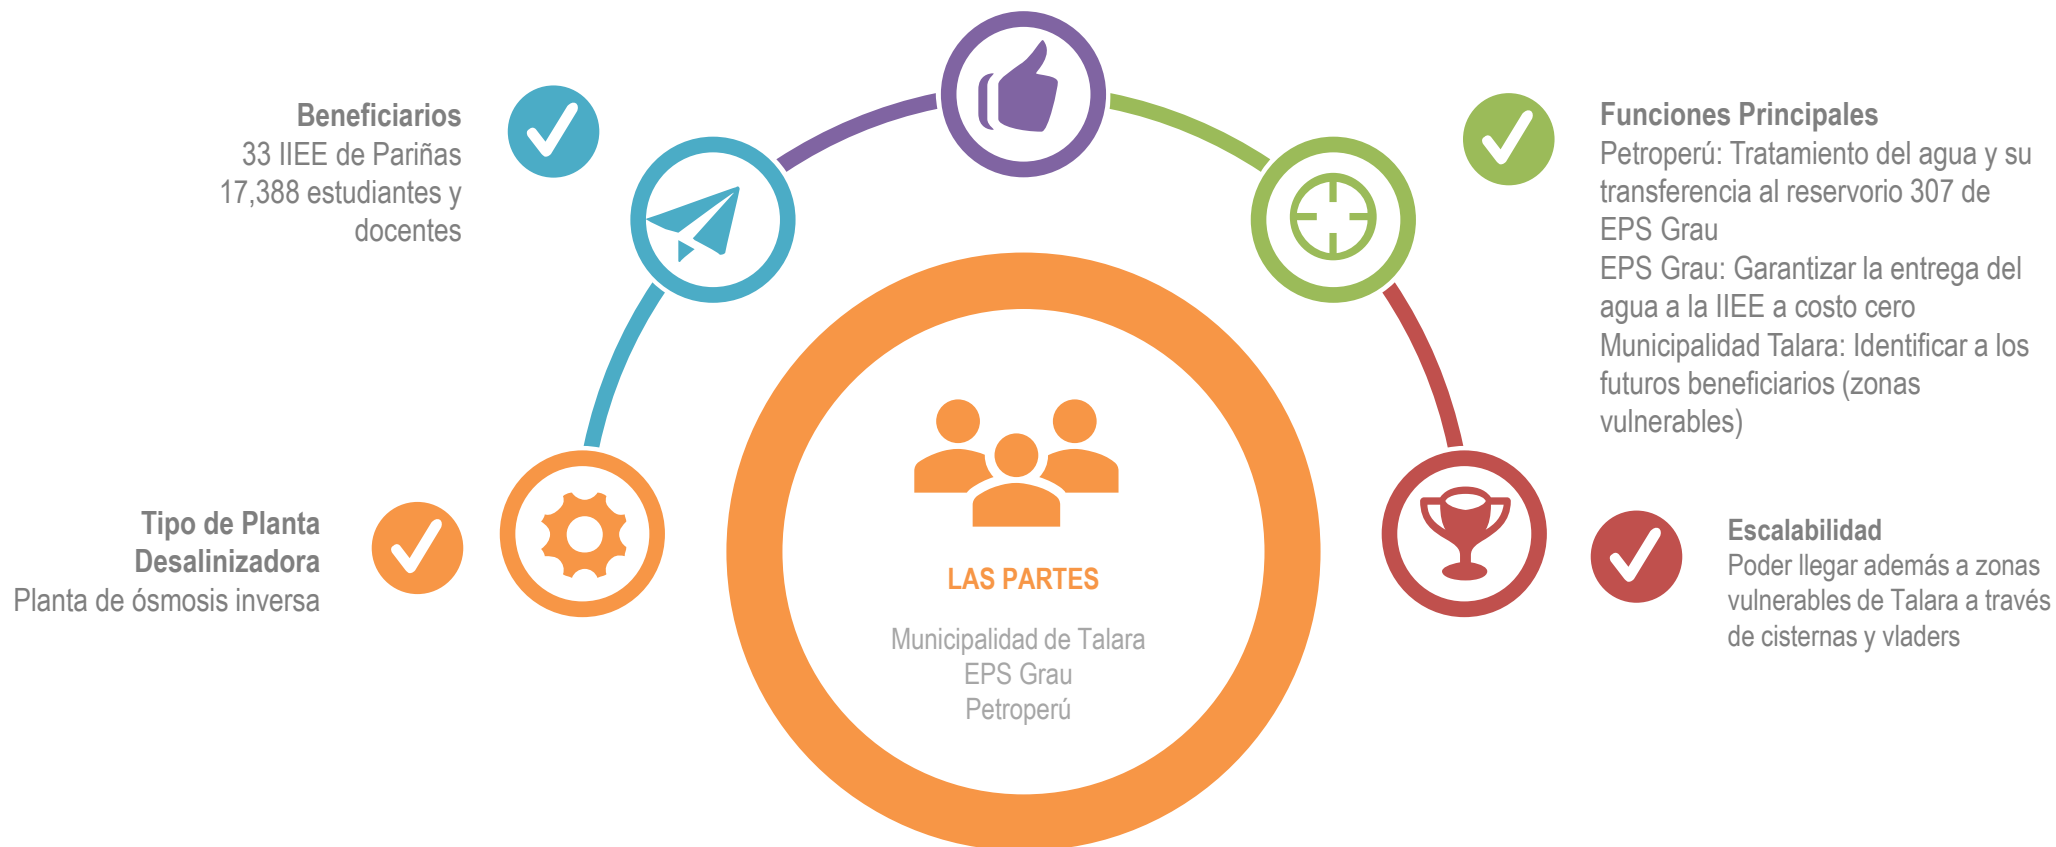 Beneficiarios
33 IIEE de Pariñas
17,388 estudiantes y
docentes
Tipo de Planta
Desalinizadora
Planta de ósmosis inversa
LAS PARTES
Municipalidad de Talara
EPS Grau
Petroperú
Funciones Principales
Petroperú: Tratamiento del agua y su
transferencia al reservorio 307 de
EPS Grau
EPS Grau: Garantizar la entrega del
agua a la IIEE a costo cero
Municipalidad Talara: Identificar a los
futuros beneficiarios (zonas
vulnerables)
Escalabilidad
Poder llegar además a zonas
vulnerables de Talara a través
de cisternas y vladers